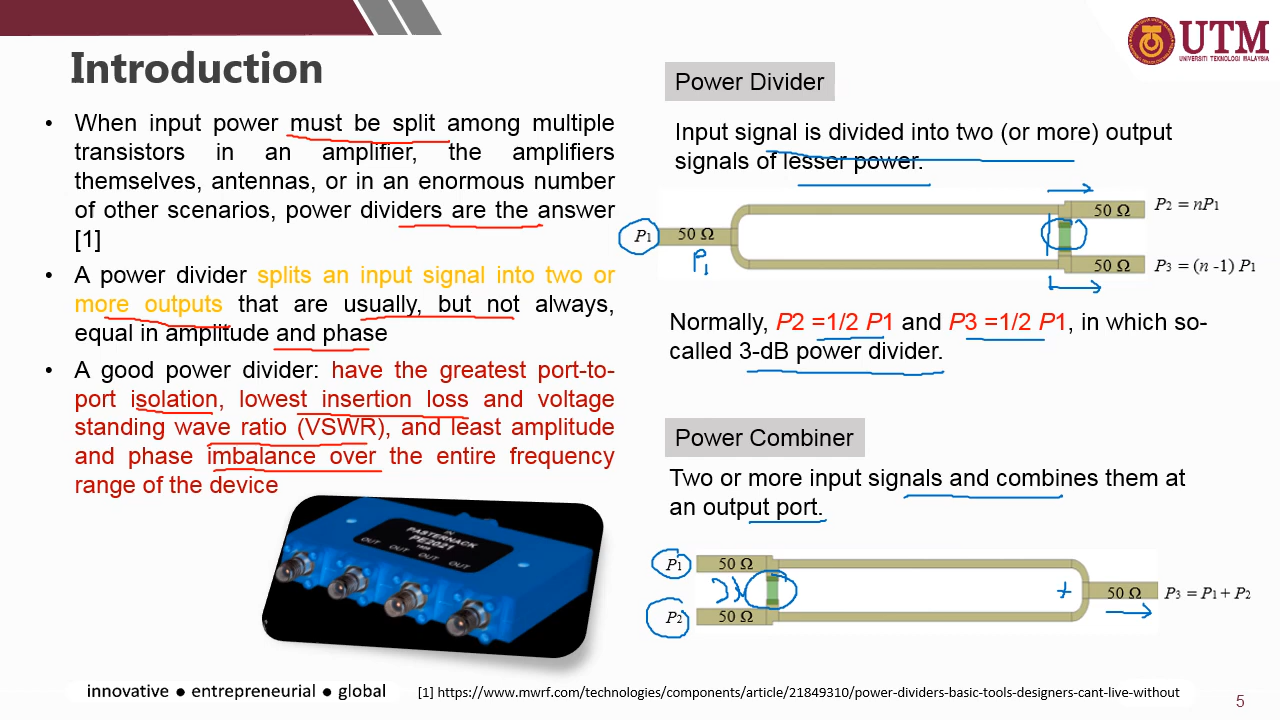 UTM
UNIVERSITI TEKNOLOGI MALAYSIA
Introduction
• When input power must be split among multiple
transistors in an amplifier, the amplifiers
themselves, antennas, or in an enormous number
of other scenarios, power dividers are the answer
[1]
• A power divider splits an input signal into two or
more outputs that are usually, but not always,
equal in amplitude and phase
• A good power divider: have the greatest port-to-
port isolation, lowest insertion loss and voltage
standing wave ratio (VSWR), and least amplitude
and phase imbalance over the entire frequency
range of the device
IN
PASTERNACK
PE2021
OUT OUT OUT OUT
Power Divider
Input signal is divided into two (or more) output
signals of lesser power.
50 Ω P2 = nP1
P1 50 Ω
P1
50 Ω P3 = (n -1) P1
Normally, P2 =1/2 P1 and P3 =1/2 P1, in which so-
called 3-dB power divider.
Power Combiner
Two or more input signals and combines them at
an output port.
P1 50 Ω
+ 50 Ω P3 = P1 + P2
P2 50 Ω
innovative ● entrepreneurial ● global
[1] https://www.mwrf.com/technologies/components/article/21849310/power-dividers-basic-tools-designers-cant-live-without
5